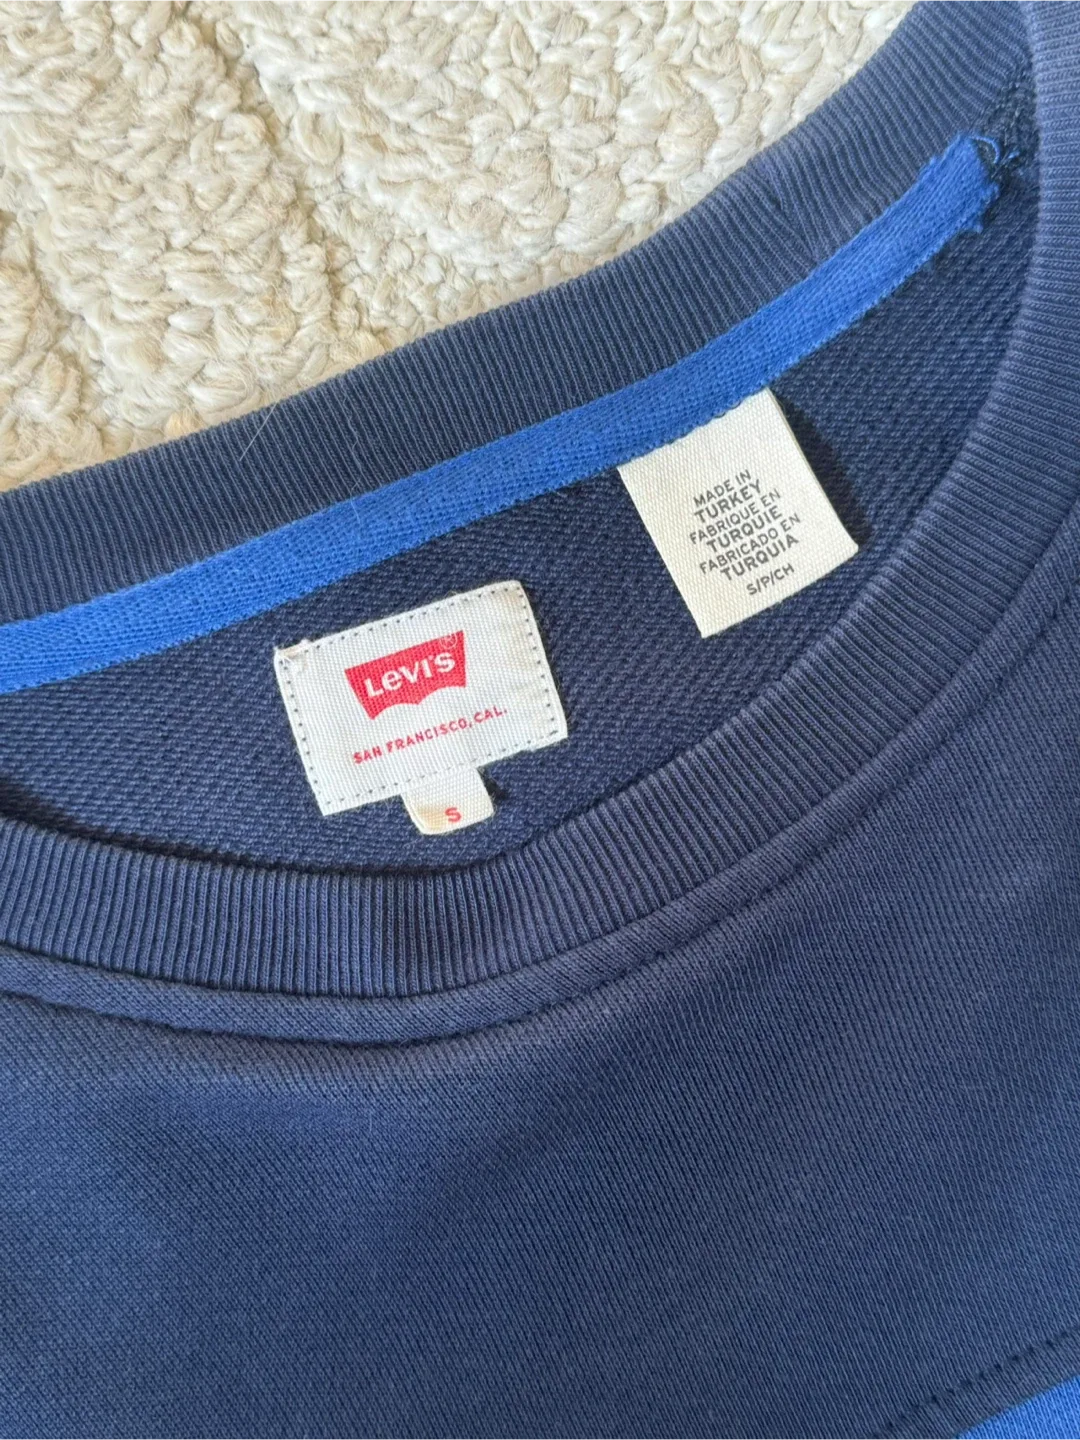 MADE IN
TURKEY
FABRIQUE EN
TURQUIE
FABRICADO EN
TURQUIA
S/P/CH
Levi's ®
SAN FRANCISCO, CAL.
S